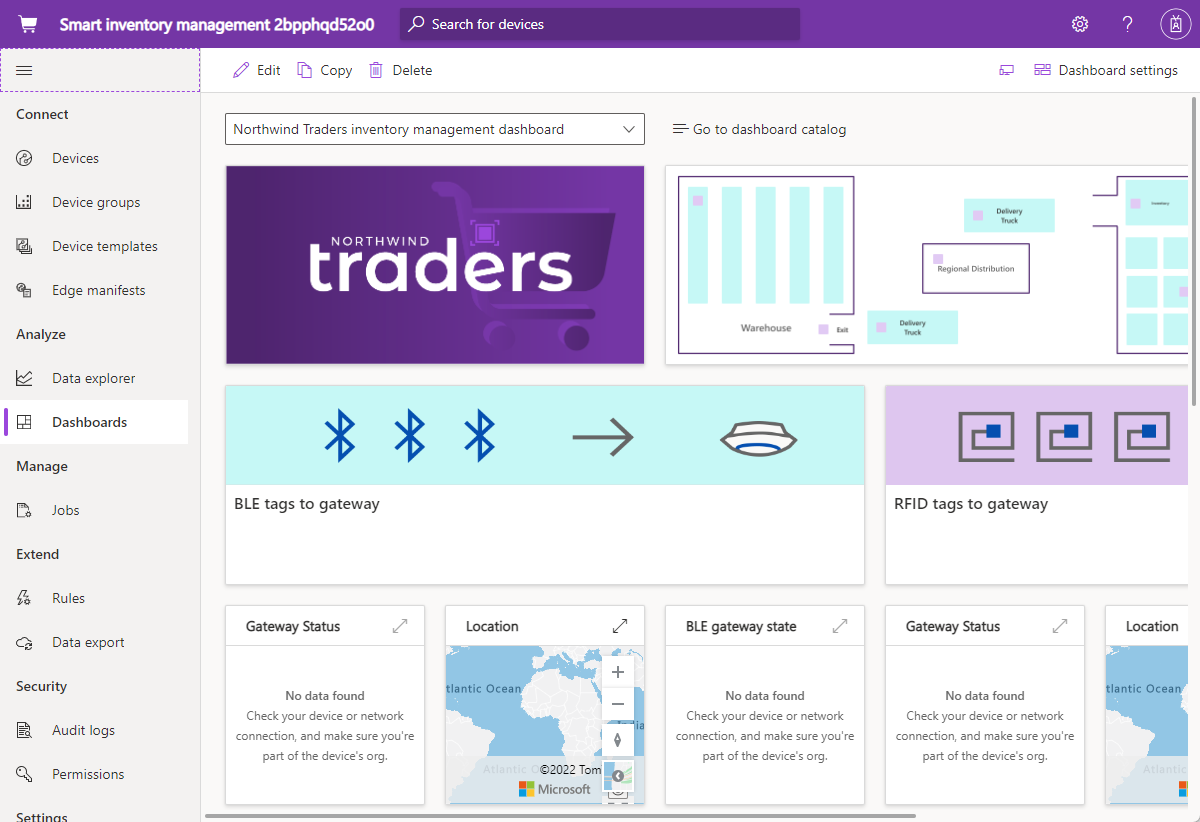 Smart inventory management 2bpphqd52o0
Search for devices
Edit
Copy
Delete
Dashboard settings
Connect
Devices
Device groups
Device templates
Edge manifests
Analyze
Data explorer
Dashboards
Manage
Jobs
Extend
Rules
Data export
Security
Audit logs
Permissions
Settings
Northwind Traders inventory management dashboard
Go to dashboard catalog
NORTHWIND
traders
Warehouse
Exit
Delivery
Truck
Regional Distribution
Delivery
Truck
BLE tags to gateway
RFID tags to gateway
Gateway Status
No data found
Check your device or network
connection, and make sure you're
part of the device's org.
Location
tlantic Ocean
Atlantic O
©2022 Tom
Microsoft
BLE gateway state
No data found
Check your device or network
connection, and make sure you're
part of the device's org.
Gateway Status
No data found
Check your device or network
connection, and make sure you're
part of the device's org.
Location
tlantic Ocean
Atlantic